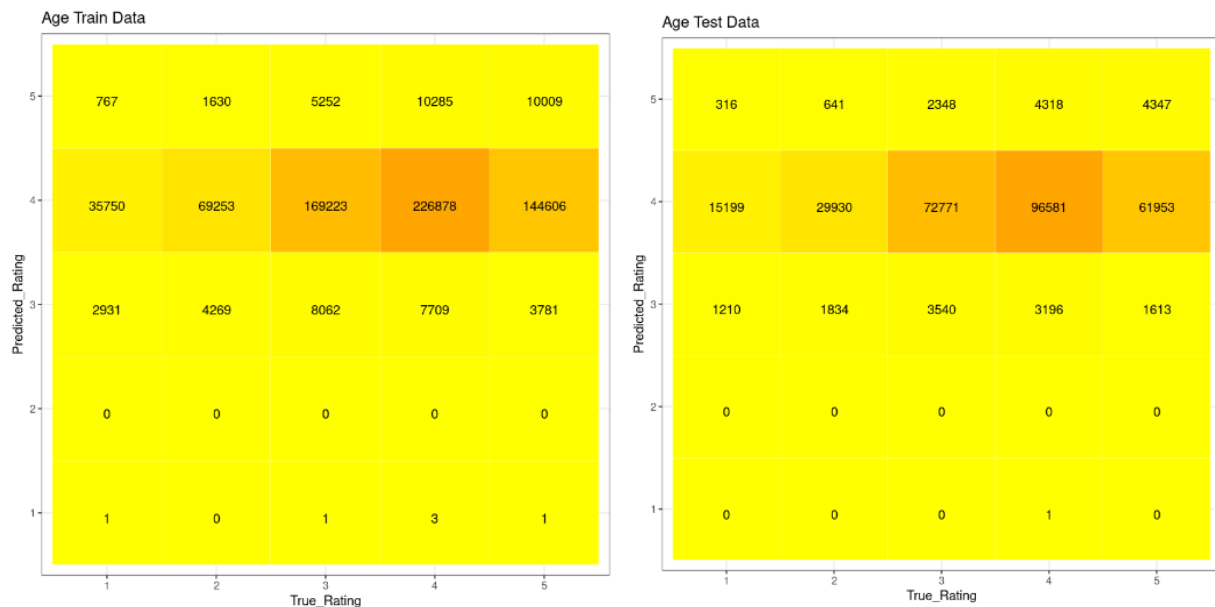 Age Train Data
5 767 1630 5252 10285 10009
4 35750 69253 169223 226878 144606
3 2931 4269 8062 7709 3781
2 0 0 0 0 0
1 1 0 1 3 1
1 2 3 4 5
True_Rating
Predicted_Rating
Age Test Data
5 316 641 2348 4318 4347
4 15199 29930 72771 96581 61953
3 1210 1834 3540 3196 1613
2 0 0 0 0 0
1 0 0 0 1 0
1 2 3 4 5
True_Rating
Predicted_Rating